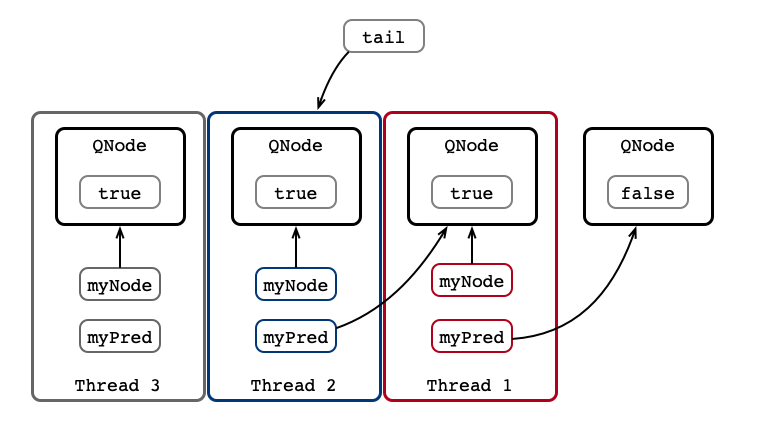 tail
QNode
true
myNode
myPred
Thread 3
QNode
true
myNode
myPred
Thread 2
QNode
true
myNode
myPred
Thread 1
QNode
false